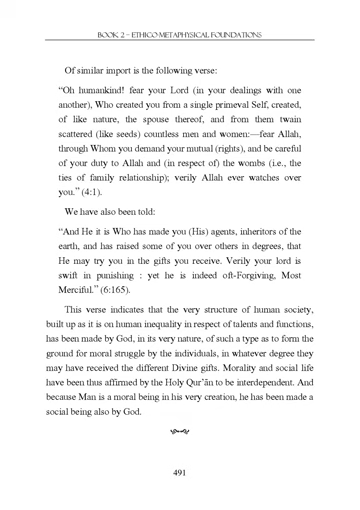 BOOK 2 – ETHICO-METAPHYSICAL FOUNDATIONS
Of similar import is the following verse:
“Oh humankind! fear your Lord (in your dealings with one
another), Who created you from a single primeval Self, created,
of like nature, the spouse thereof, and from them twain
scattered (like seeds) countless men and women:—fear Allah,
through Whom you demand your mutual (rights), and be careful
of your duty to Allah and (in respect of) the wombs (i.e., the
ties of family relationship); verily Allah ever watches over
you.” (4:1).
We have also been told:
“And He it is Who has made you (His) agents, inheritors of the
earth, and has raised some of you over others in degrees, that
He may try you in the gifts you receive. Verily your lord is
swift in punishing : yet he is indeed oft-Forgiving, Most
Merciful.” (6:165).
This verse indicates that the very structure of human society,
built up as it is on human inequality in respect of talents and functions,
has been made by God, in its very nature, of such a type as to form the
ground for moral struggle by the individuals, in whatever degree they
may have received the different Divine gifts. Morality and social life
have been thus affirmed by the Holy Qur’ān to be interdependent. And
because Man is a moral being in his very creation, he has been made a
social being also by God.
491